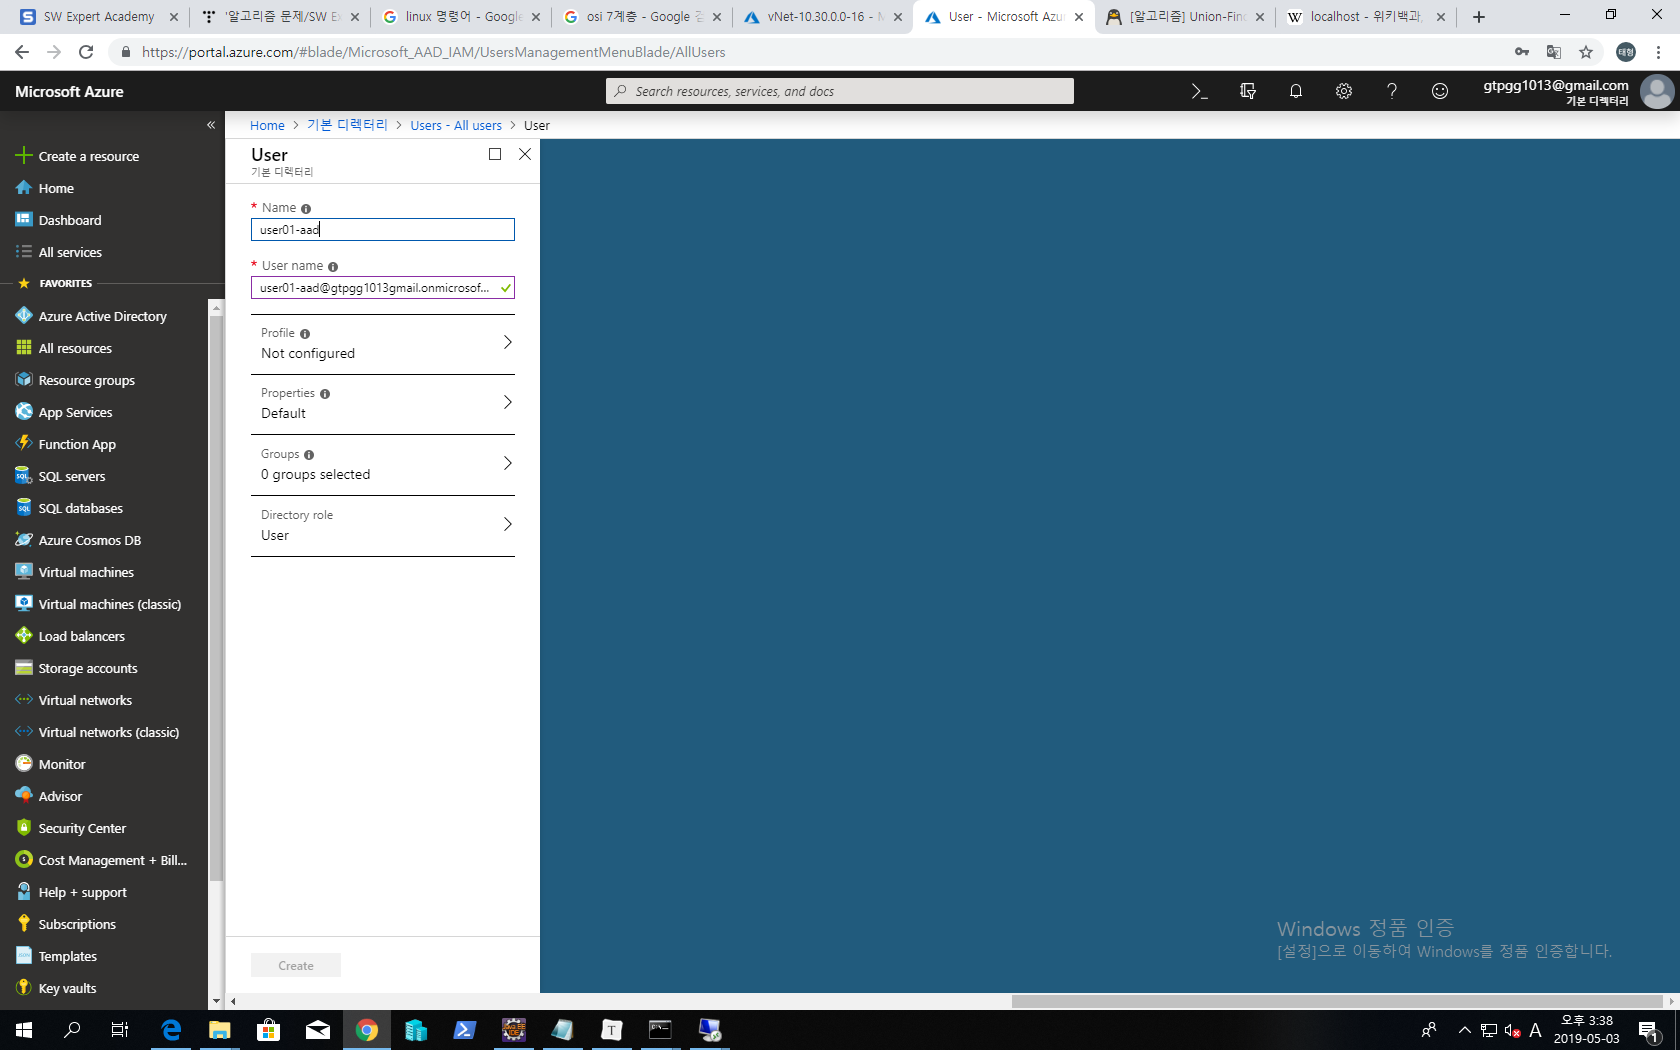 SW Expert Academy
'알고리즘 문제/SW Ex
linux 명령어 - Google
osi 7계층 - Google 검
vNet-10.30.0.0-16 - M
User - Microsoft Azur
[알고리즘] Union-Fin
localhost - 위키백과,
https://portal.azure.com/#blade/Microsoft_AAD_IAM/UsersManagementMenuBlade/AllUsers
태형
Microsoft Azure
Search resources, services, and docs
gtpgg1013@gmail.com
기본 디렉터리
Home > 기본 디렉터리 > Users - All users > User
Create a resource
Home
Dashboard
All services
FAVORITES
Azure Active Directory
All resources
Resource groups
App Services
Function App
SQL servers
SQL databases
Azure Cosmos DB
Virtual machines
Virtual machines (classic)
Load balancers
Storage accounts
Virtual networks
Virtual networks (classic)
Monitor
Advisor
Security Center
Cost Management + Bill...
Help + support
Subscriptions
Templates
Key vaults
User
기본 디렉터리
* Name
user01-aad
* User name
user01-aad@gtpgg1013gmail.onmicrosof...
Profile
Not configured
Properties
Default
Groups
0 groups selected
Directory role
User
Create
Windows 정품 인증
[설정]으로 이동하여 Windows를 정품 인증합니다.
A
오후 3:38
2019-05-03
1